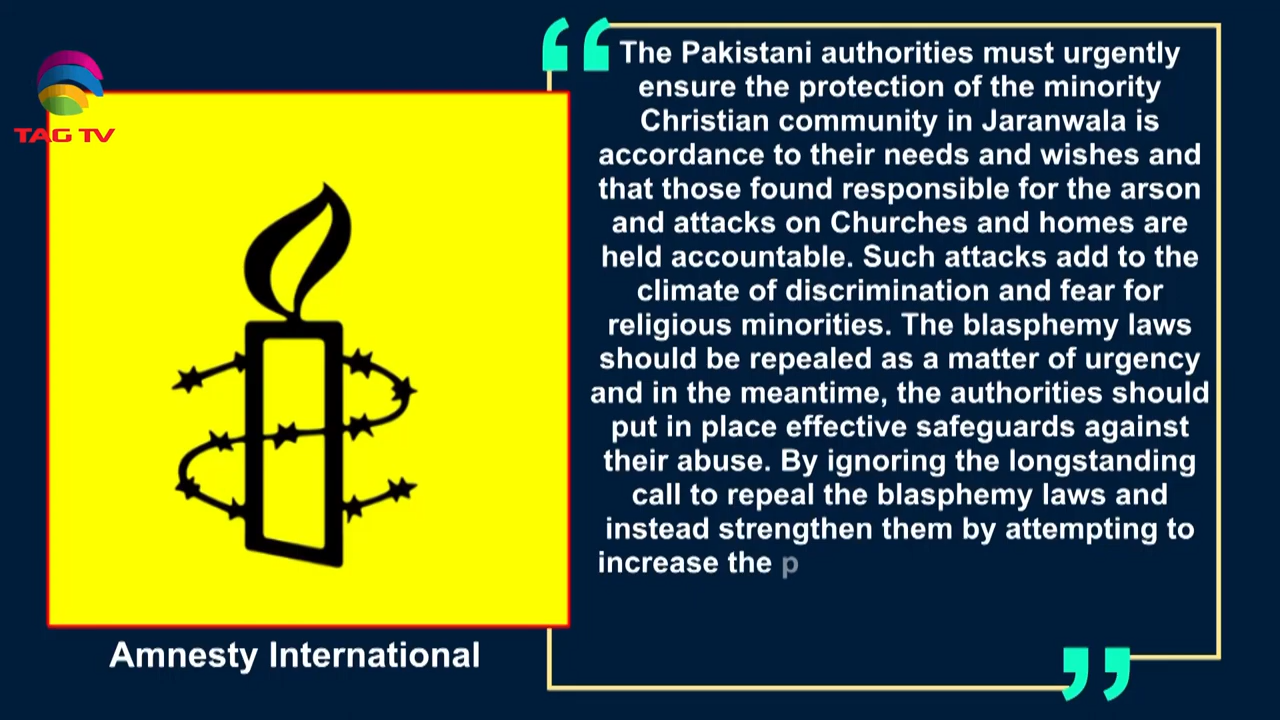 TAG TV
The Pakistani authorities must urgently
ensure the protection of the minority
Christian community in Jaranwala is
accordance to their needs and wishes and
that those found responsible for the arson
and attacks on Churches and homes are
held accountable. Such attacks add to the
climate of discrimination and fear for
religious minorities. The blasphemy laws
should be repealed as a matter of urgency
and in the meantime, the authorities should
put in place effective safeguards against
their abuse. By ignoring the longstanding
call to repeal the blasphemy laws and
instead strengthen them by attempting to
increase the p
Amnesty International